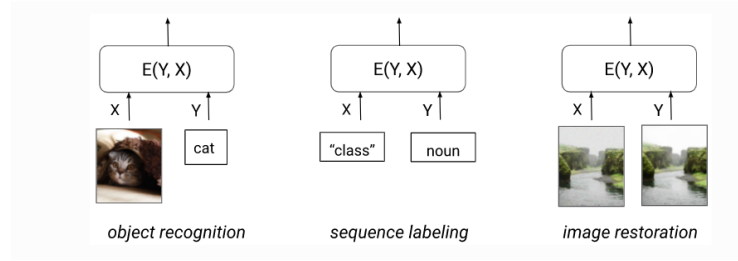 E(Y, X) E(Y, X) E(Y, X)
X Y X Y X Y
cat "class" noun
object recognition sequence labeling image restoration